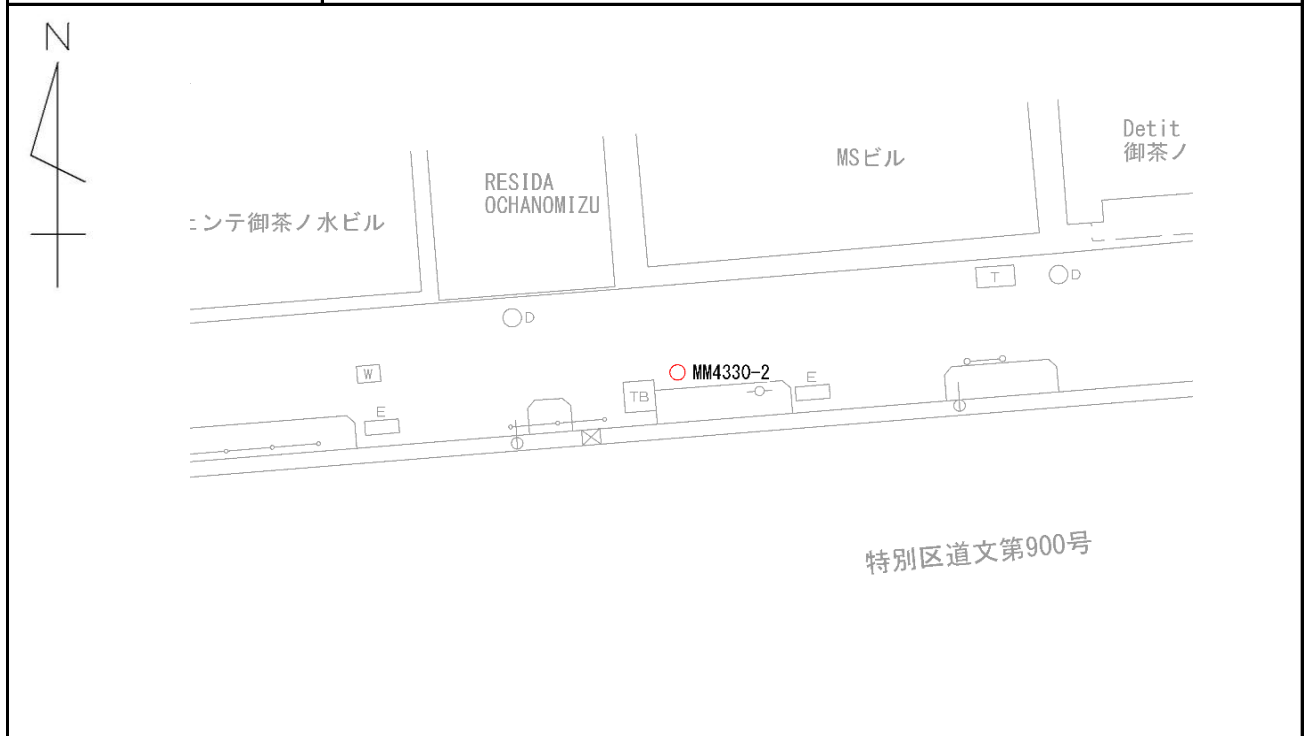 N
Detit
御茶ノ
MSビル
RESIDA
OCHANOMIZU
ンテ御茶ノ水ビル
T
D
D
W
MM4330-2
E
TB
E
特別区道文第900号